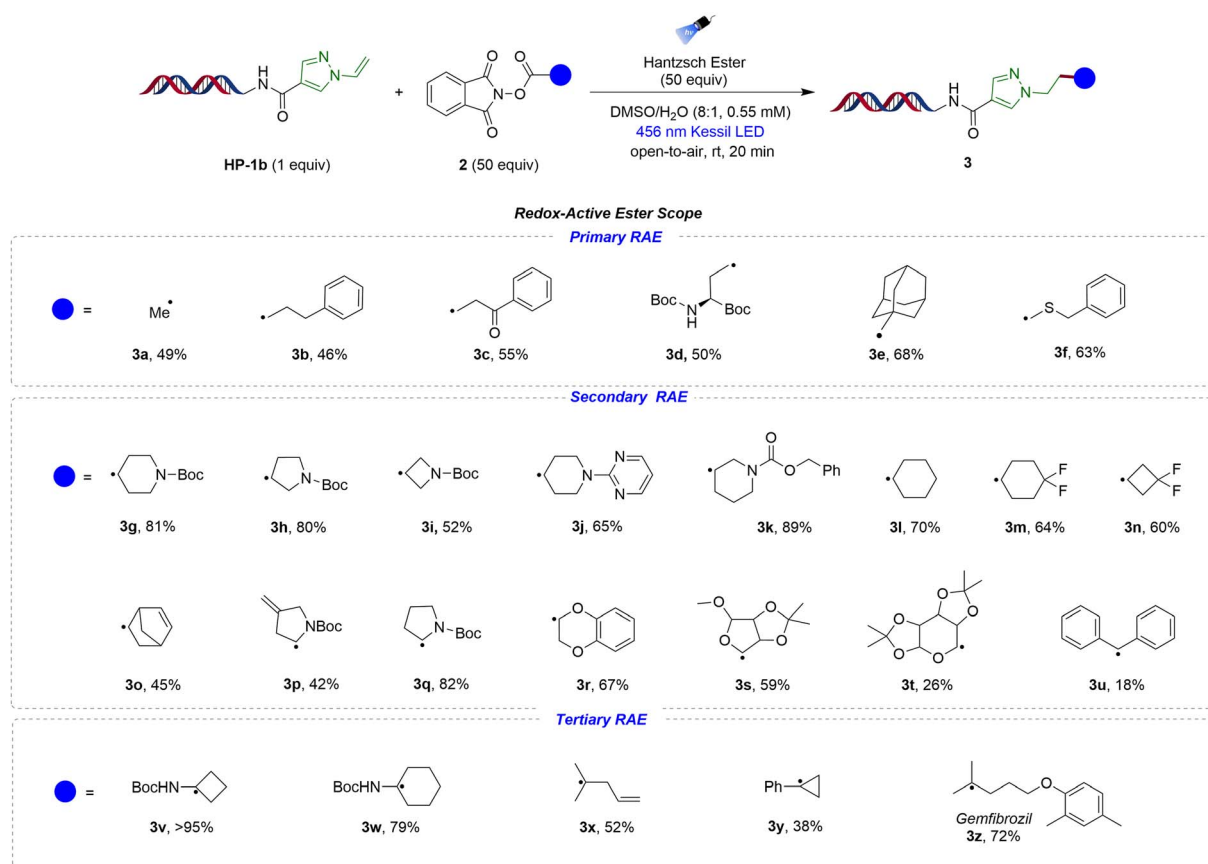 hν
Hantzsch Ester
(50 equiv)
DMSO/H2O (8:1, 0.55 mM)
456 nm Kessil LED
open-to-air, rt, 20 min
HP-1b (1 equiv)
+
2 (50 equiv)
3
Redox-Active Ester Scope
Primary RAE
=
Me•
3a, 49%
3b, 46%
3c, 55%
BocHN Boc
3d, 50%
3e, 68%
S
3f, 63%
Secondary RAE
=
N-Boc
3g, 81%
N-Boc
3h, 80%
N-Boc
3i, 52%
3j, 65%
3k, 89%
3l, 70%
3m, 64%
3n, 60%
3o, 45%
NBoc
3p, 42%
N-Boc
3q, 82%
3r, 67%
3s, 59%
3t, 26%
3u, 18%
Tertiary RAE
=
BocHN
3v, >95%
BocHN
3w, 79%
3x, 52%
Ph
3y, 38%
Gemfibrozil
3z, 72%